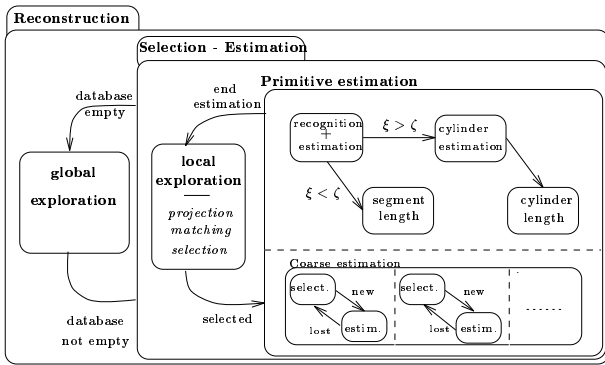 Reconstruction
Selection - Estimation
Primitive estimation
database
empty
end
estimation
recognition
+
estimation
ξ > ζ
cylinder
estimation
global
exploration
local
exploration
projection
matching
selection
ξ < ζ
segment
length
cylinder
length
Coarse estimation
select.
new
lost
estim.
select.
new
lost
estim.
......
selected
database
not empty